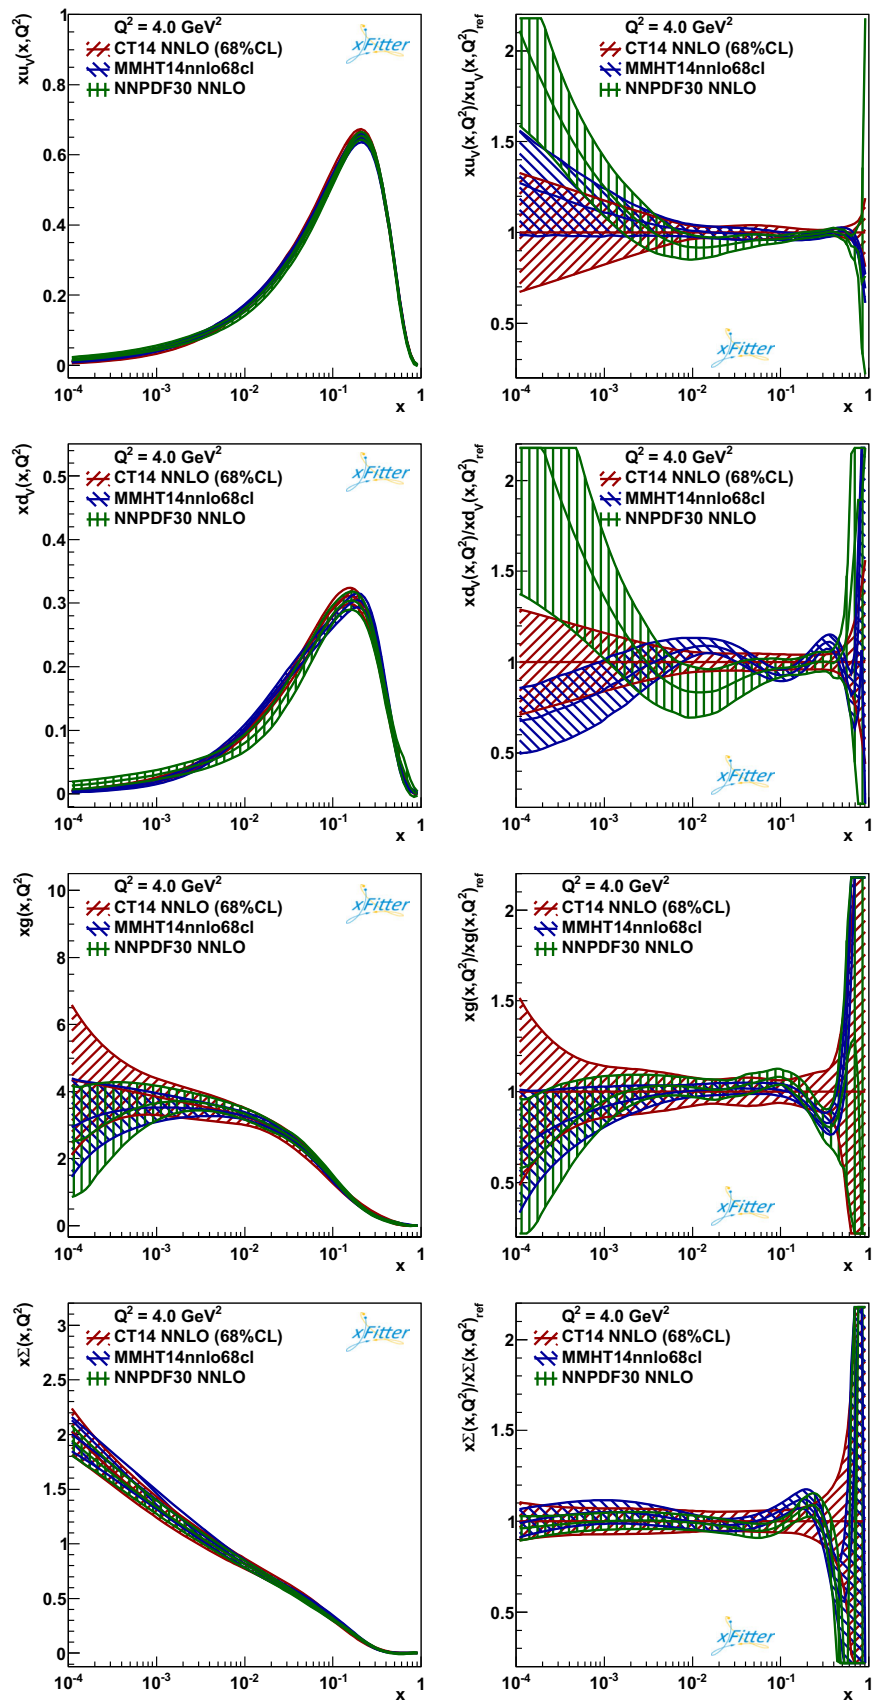 xu_V(x,Q²)
Q² = 4.0 GeV²
CT14 NNLO (68%CL)
MMHT14nnlo68cl
NNPDF30 NNLO
xFitter
1
0.8
0.6
0.4
0.2
0
10⁻⁴ 10⁻³ 10⁻² 10⁻¹ 1
x
xu_V(x,Q²)/xu_V(x,Q²)_ref
Q² = 4.0 GeV²
CT14 NNLO (68%CL)
MMHT14nnlo68cl
NNPDF30 NNLO
2
1.5
1
0.5
xFitter
10⁻⁴ 10⁻³ 10⁻² 10⁻¹ 1
x
xd_V(x,Q²)
Q² = 4.0 GeV²
CT14 NNLO (68%CL)
MMHT14nnlo68cl
NNPDF30 NNLO
xFitter
0.5
0.4
0.3
0.2
0.1
0
10⁻⁴ 10⁻³ 10⁻² 10⁻¹ 1
x
xd_V(x,Q²)/xd_V(x,Q²)_ref
Q² = 4.0 GeV²
CT14 NNLO (68%CL)
MMHT14nnlo68cl
NNPDF30 NNLO
2
1.5
1
0.5
xFitter
10⁻⁴ 10⁻³ 10⁻² 10⁻¹ 1
x
xg(x,Q²)
Q² = 4.0 GeV²
CT14 NNLO (68%CL)
MMHT14nnlo68cl
NNPDF30 NNLO
xFitter
10
8
6
4
2
0
10⁻⁴ 10⁻³ 10⁻² 10⁻¹ 1
x
xg(x,Q²)/xg(x,Q²)_ref
Q² = 4.0 GeV²
CT14 NNLO (68%CL)
MMHT14nnlo68cl
NNPDF30 NNLO
2
1.5
1
0.5
xFitter
10⁻⁴ 10⁻³ 10⁻² 10⁻¹ 1
x
xΣ(x,Q²)
Q² = 4.0 GeV²
CT14 NNLO (68%CL)
MMHT14nnlo68cl
NNPDF30 NNLO
xFitter
3
2.5
2
1.5
1
0.5
0
10⁻⁴ 10⁻³ 10⁻² 10⁻¹ 1
x
xΣ(x,Q²)/xΣ(x,Q²)_ref
Q² = 4.0 GeV²
CT14 NNLO (68%CL)
MMHT14nnlo68cl
NNPDF30 NNLO
2
1.5
1
0.5
xFitter
10⁻⁴ 10⁻³ 10⁻² 10⁻¹ 1
x